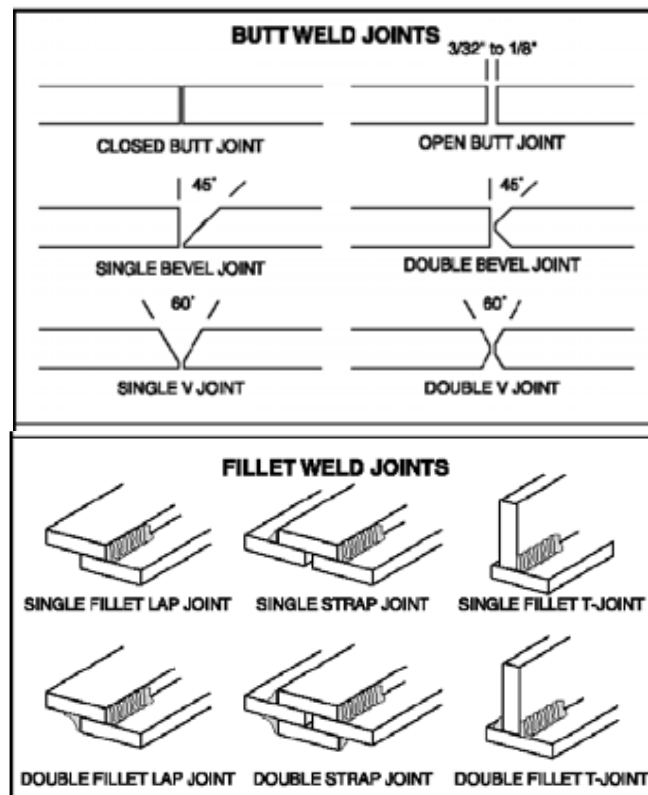 BUTT WELD JOINTS
3/32" to 1/8"
CLOSED BUTT JOINT
OPEN BUTT JOINT
45°
45°
SINGLE BEVEL JOINT
DOUBLE BEVEL JOINT
60°
60°
SINGLE V JOINT
DOUBLE V JOINT
FILLET WELD JOINTS
SINGLE FILLET LAP JOINT
SINGLE STRAP JOINT
SINGLE FILLET T-JOINT
DOUBLE FILLET LAP JOINT
DOUBLE STRAP JOINT
DOUBLE FILLET T-JOINT